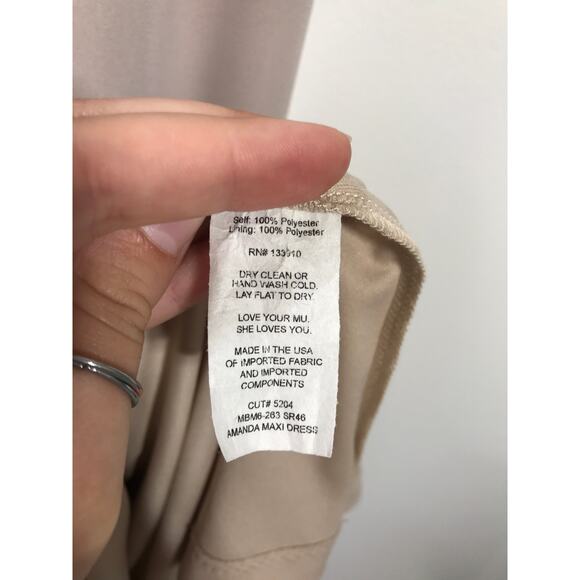 Self: 100% Polyester
Lining: 100% Polyester
RN# 133910
DRY CLEAN OR
HAND WASH COLD.
LAY FLAT TO DRY.
LOVE YOUR MU.
SHE LOVES YOU.
MADE IN THE USA
OF IMPORTED FABRIC
AND IMPORTED
COMPONENTS
CUT# 5204
MBM6-263 SR46
AMANDA MAXI DRESS